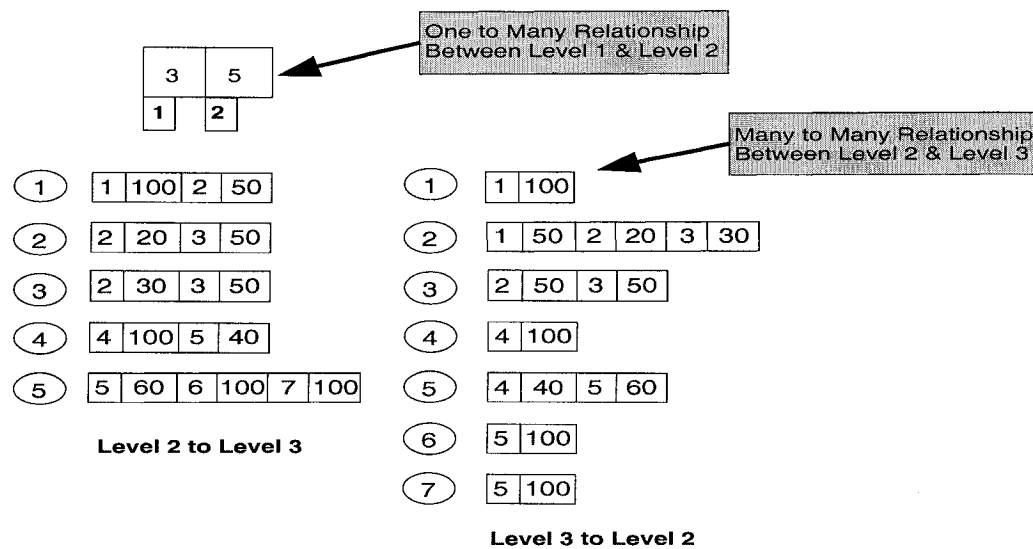 One to Many Relationship
Between Level 1 & Level 2
3 5
1 2
Many to Many Relationship
Between Level 2 & Level 3
1 1 100 2 50
2 2 20 3 50
3 2 30 3 50
4 4 100 5 40
5 5 60 6 100 7 100
Level 2 to Level 3
1 1 100
2 1 50 2 20 3 30
3 2 50 3 50
4 4 100
5 4 40 5 60
6 5 100
7 5 100
Level 3 to Level 2